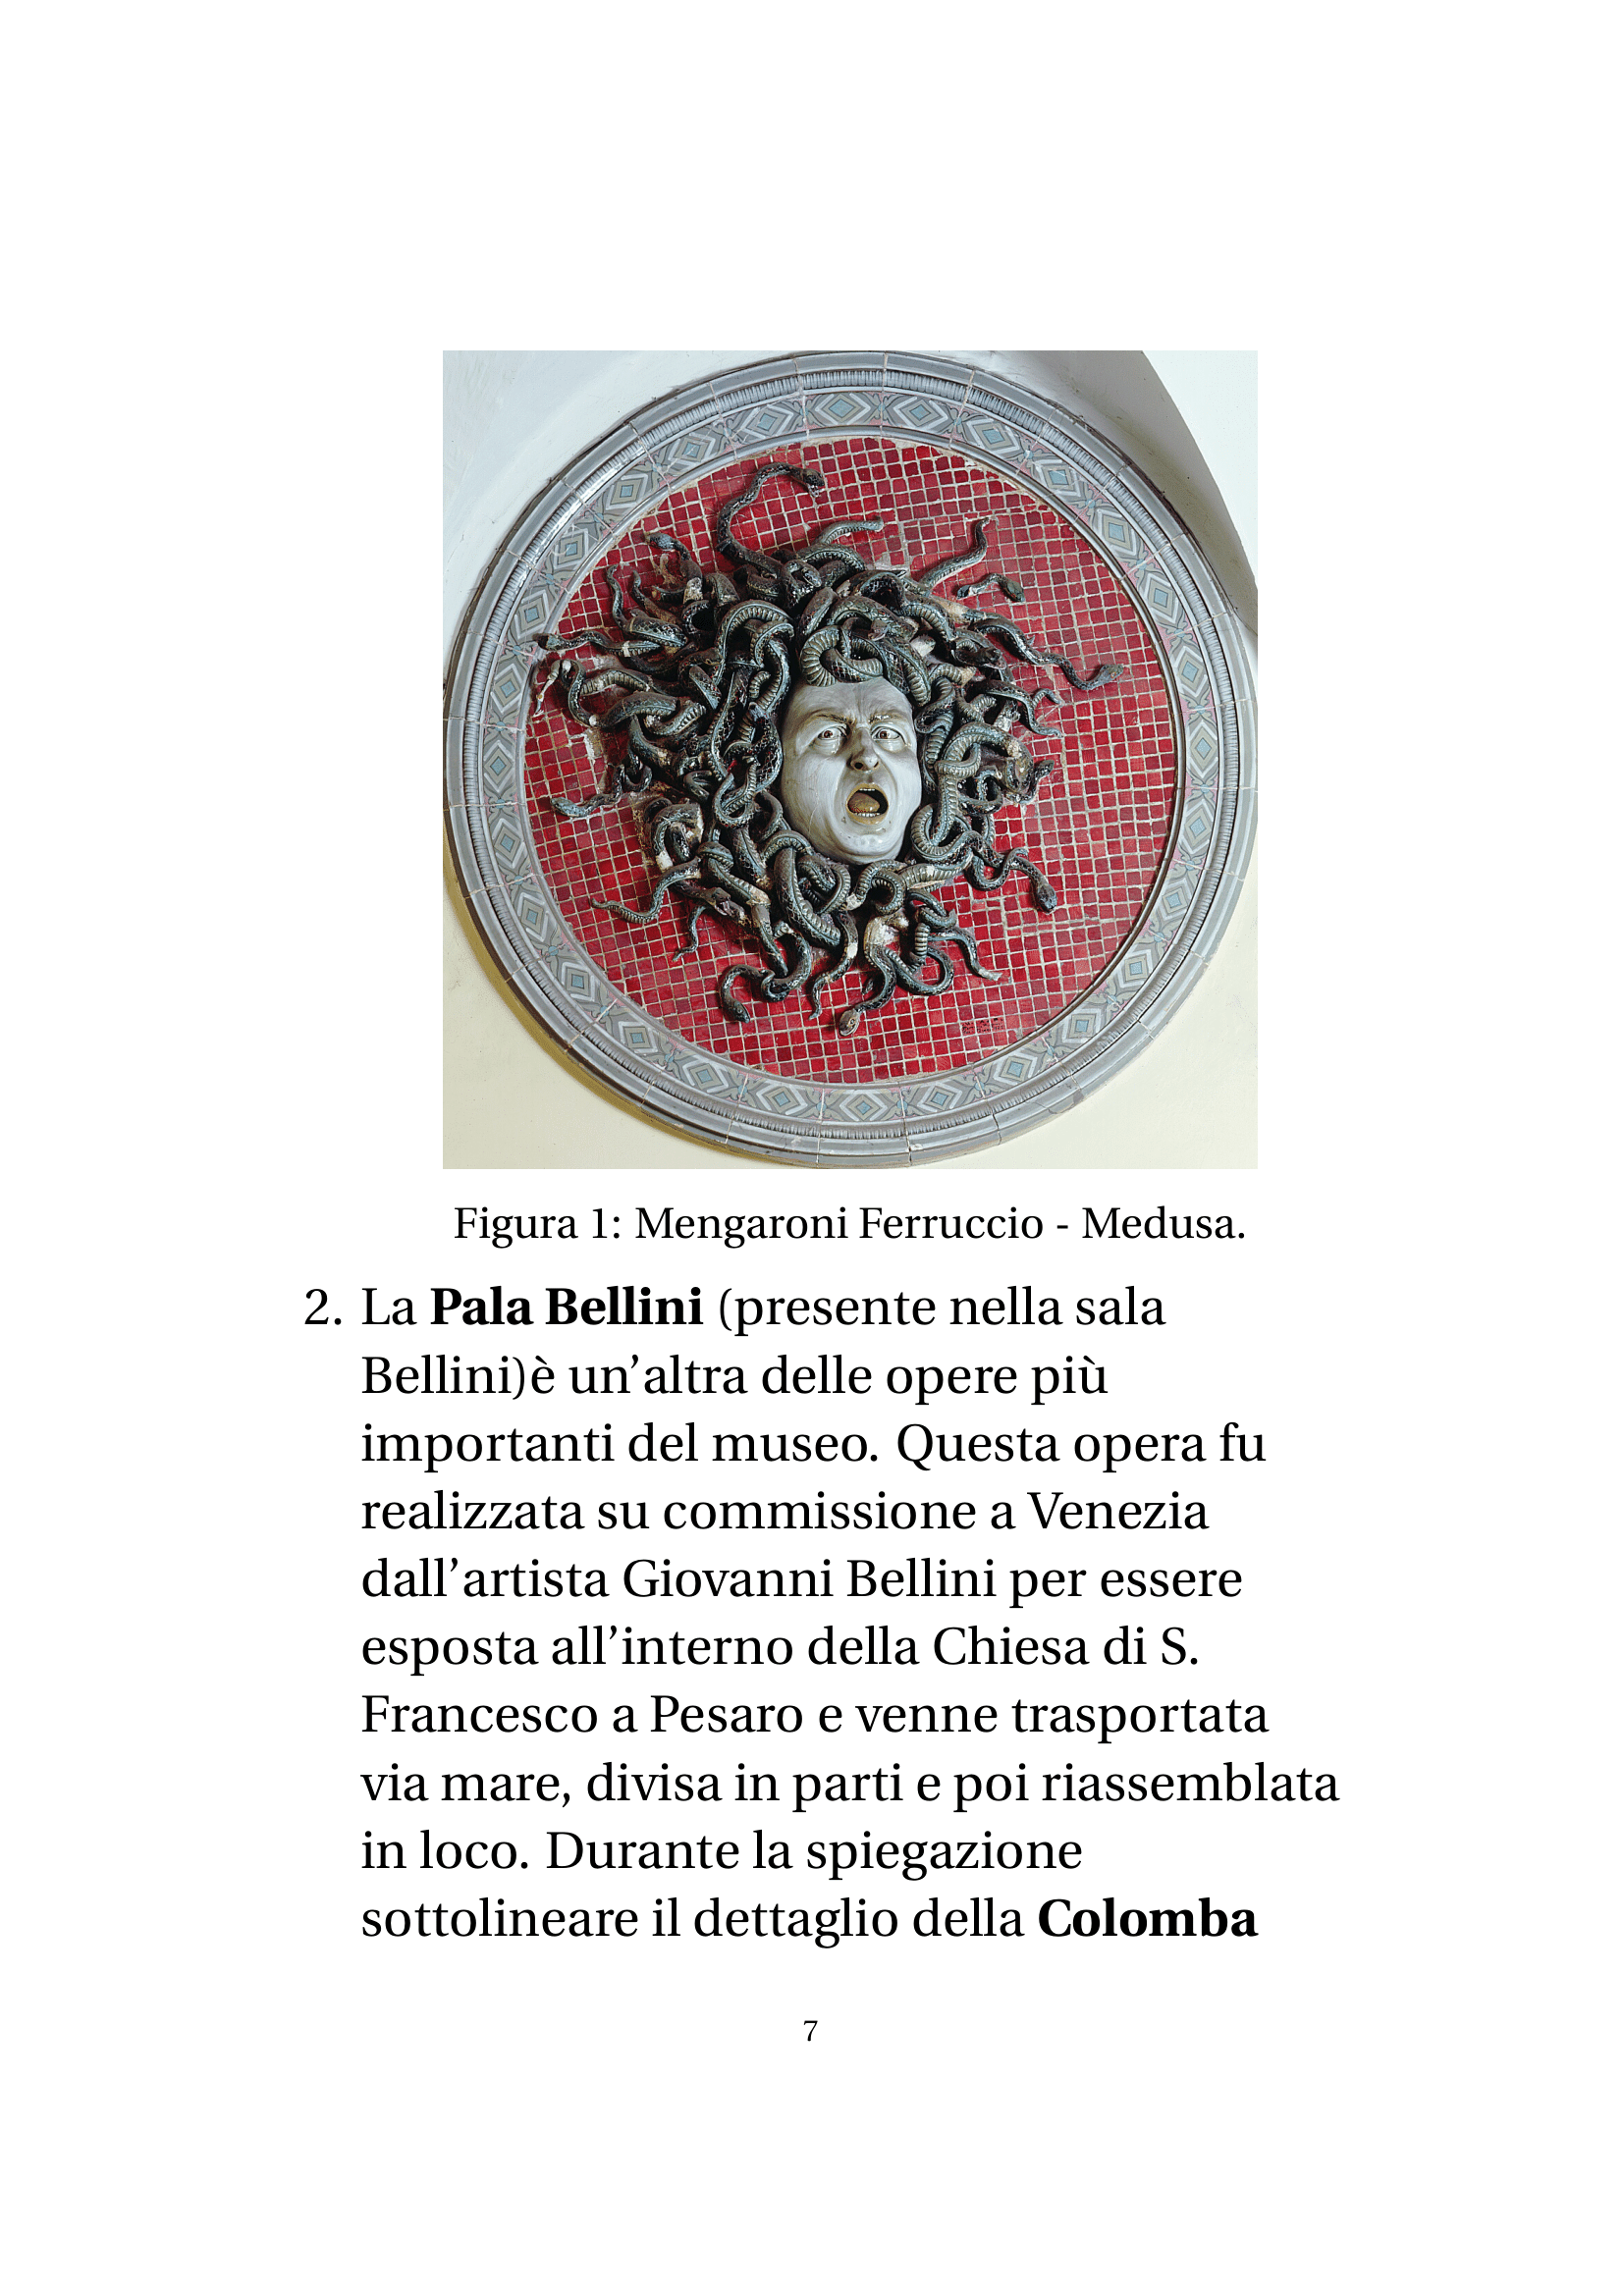 Figura 1: Mengaroni Ferruccio - Medusa.
2. La Pala Bellini (presente nella sala
Bellini)è un’altra delle opere più
importanti del museo. Questa opera fu
realizzata su commissione a Venezia
dall’artista Giovanni Bellini per essere
esposta all’interno della Chiesa di S.
Francesco a Pesaro e venne trasportata
via mare, divisa in parti e poi riassemblata
in loco. Durante la spiegazione
sottolineare il dettaglio della Colomba
7